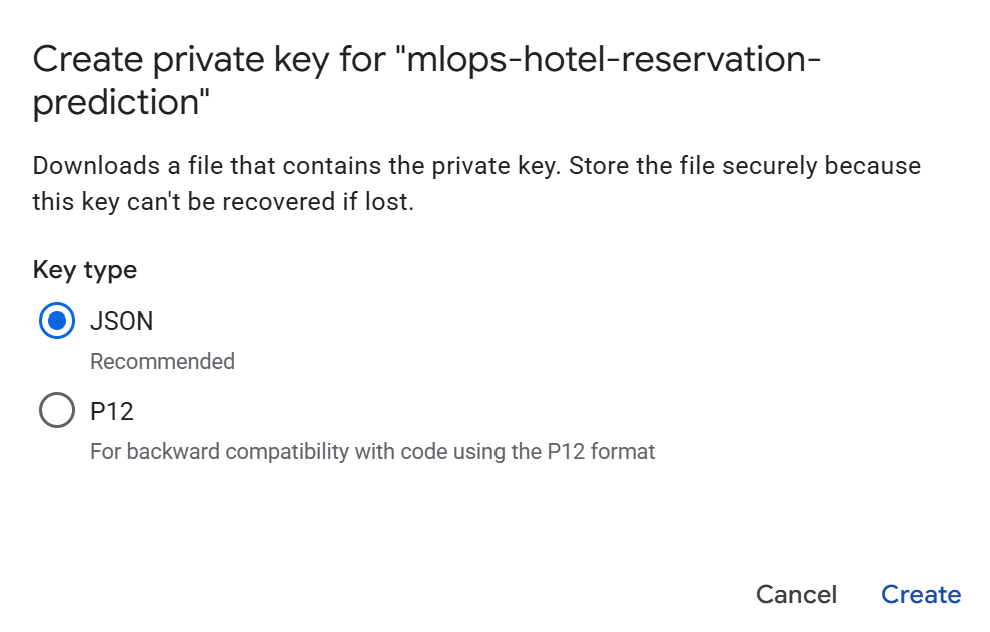 Create private key for "mlops-hotel-reservation-
prediction"
Downloads a file that contains the private key. Store the file securely because
this key can't be recovered if lost.
Key type
JSON
Recommended
P12
For backward compatibility with code using the P12 format
Cancel
Create